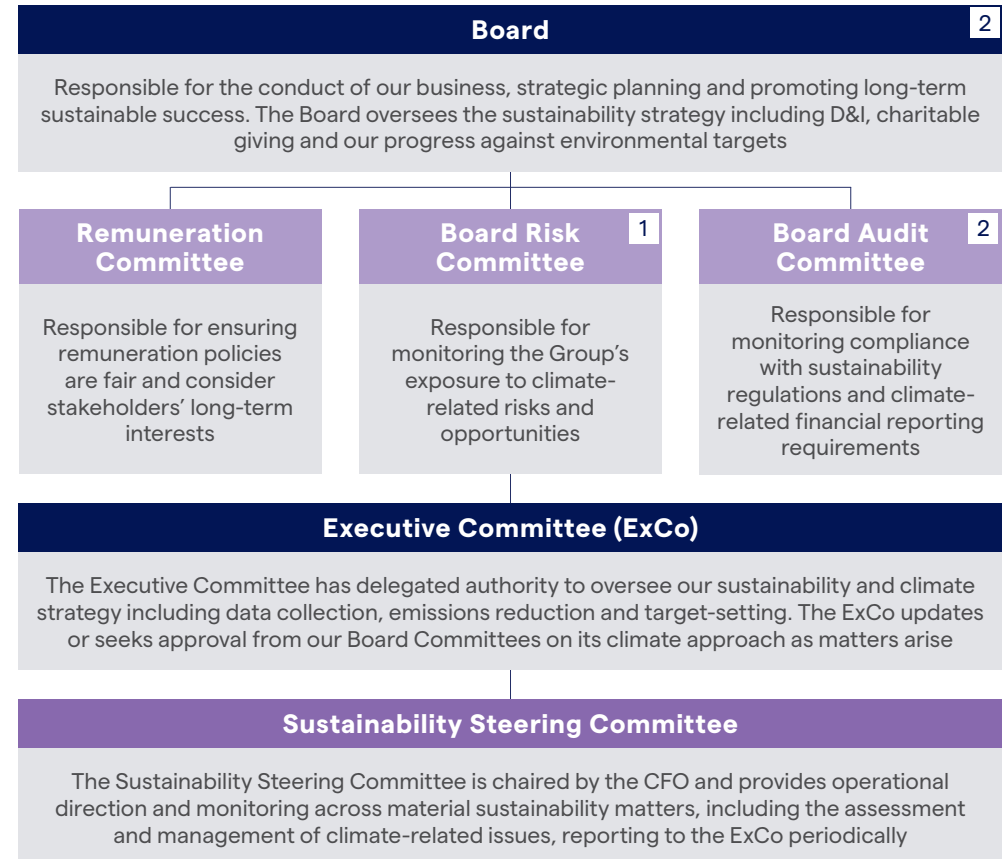 Board
2
Responsible for the conduct of our business, strategic planning and promoting long-term
sustainable success. The Board oversees the sustainability strategy including D&I, charitable
giving and our progress against environmental targets
Remuneration
Committee
Responsible for ensuring
remuneration policies
are fair and consider
stakeholders’ long-term
interests
Board Risk
Committee
1
Responsible for
monitoring the Group’s
exposure to climate-
related risks and
opportunities
Board Audit
Committee
2
Responsible for
monitoring compliance
with sustainability
regulations and climate-
related financial reporting
requirements
Executive Committee (ExCo)
The Executive Committee has delegated authority to oversee our sustainability and climate
strategy including data collection, emissions reduction and target-setting. The ExCo updates
or seeks approval from our Board Committees on its climate approach as matters arise
Sustainability Steering Committee
The Sustainability Steering Committee is chaired by the CFO and provides operational
direction and monitoring across material sustainability matters, including the assessment
and management of climate-related issues, reporting to the ExCo periodically